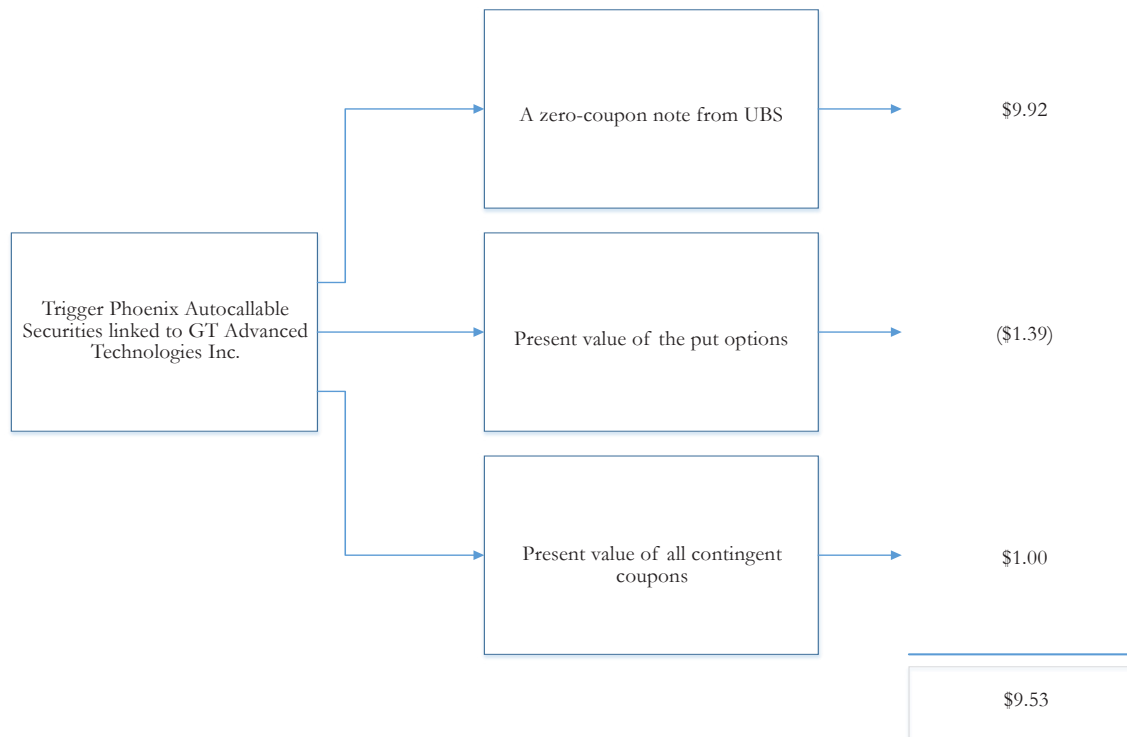 A zero-coupon note from UBS
$9.92
Trigger Phoenix Autocallable
Securities linked to GT Advanced
Technologies Inc.
Present value of the put options
($1.39)
Present value of all contingent
coupons
$1.00
$9.53